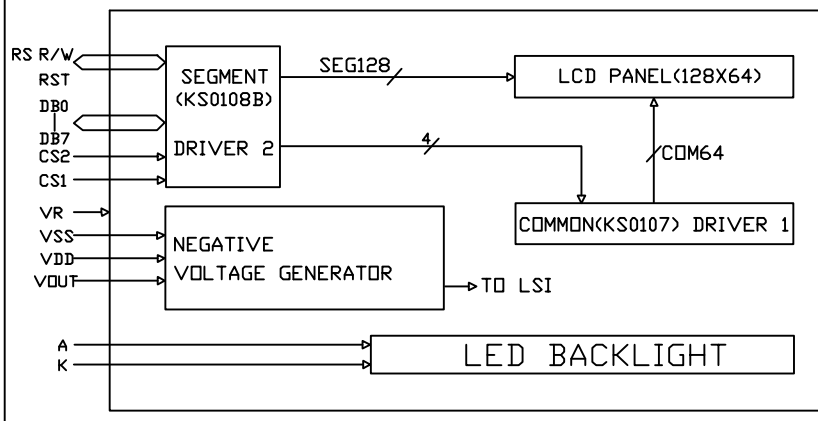 RS R/W
RST
DB0
DB7
CS2
CS1
VR
VSS
VDD
VOUT
A
K
SEGMENT
(KS0108B)
DRIVER 2
SEG128
4
LCD PANEL(128X64)
COM64
COMMON(KS0107) DRIVER 1
NEGATIVE
VOLTAGE GENERATOR
TO LSI
LED BACKLIGHT